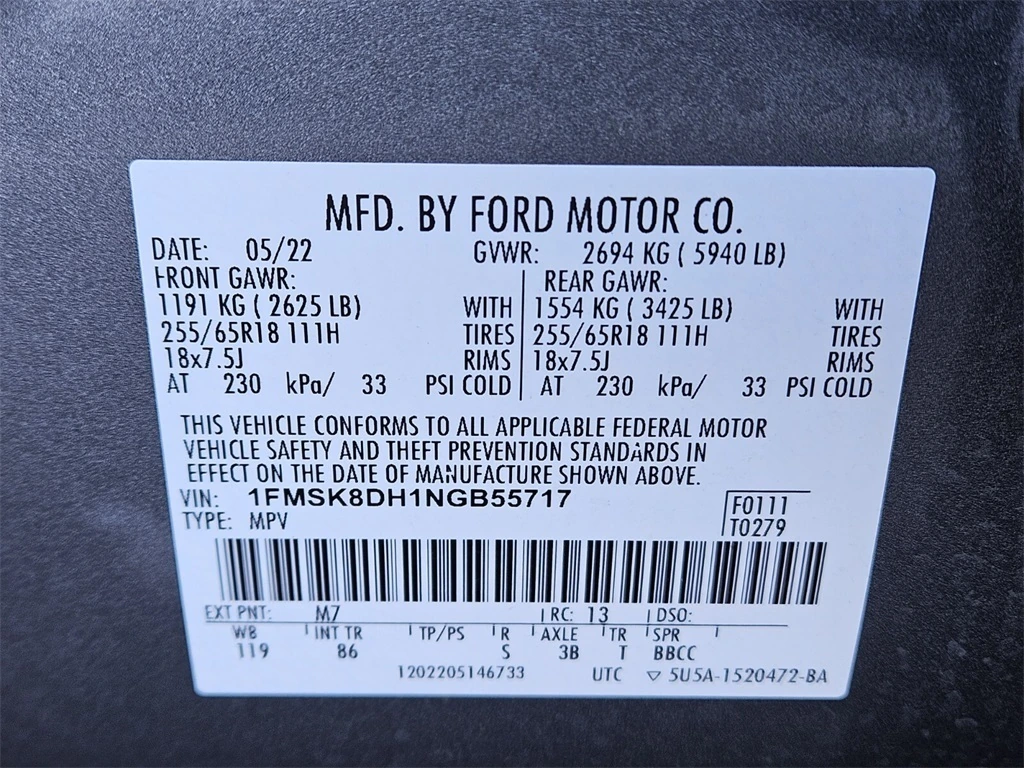 MFD. BY FORD MOTOR CO.
DATE: 05/22 GVWR: 2694 KG ( 5940 LB)
FRONT GAWR: REAR GAWR:
1191 KG ( 2625 LB) WITH 1554 KG ( 3425 LB) WITH
255/65R18 111H TIRES 255/65R18 111H TIRES
18x7.5J RIMS 18x7.5J RIMS
AT 230 kPa/ 33 PSI COLD AT 230 kPa/ 33 PSI COLD
THIS VEHICLE CONFORMS TO ALL APPLICABLE FEDERAL MOTOR
VEHICLE SAFETY AND THEFT PREVENTION STANDARDS IN
EFFECT ON THE DATE OF MANUFACTURE SHOWN ABOVE.
VIN: 1FMSK8DH1NGB55717 F0111
TYPE: MPV T0279
EXT PNT: M7 RC: 13 DSO:
WB INT TR TP/PS R AXLE TR SPR
119 86 S 3B T BBCC
1202205146733 UTC ▽ 5U5A-1520472-BA